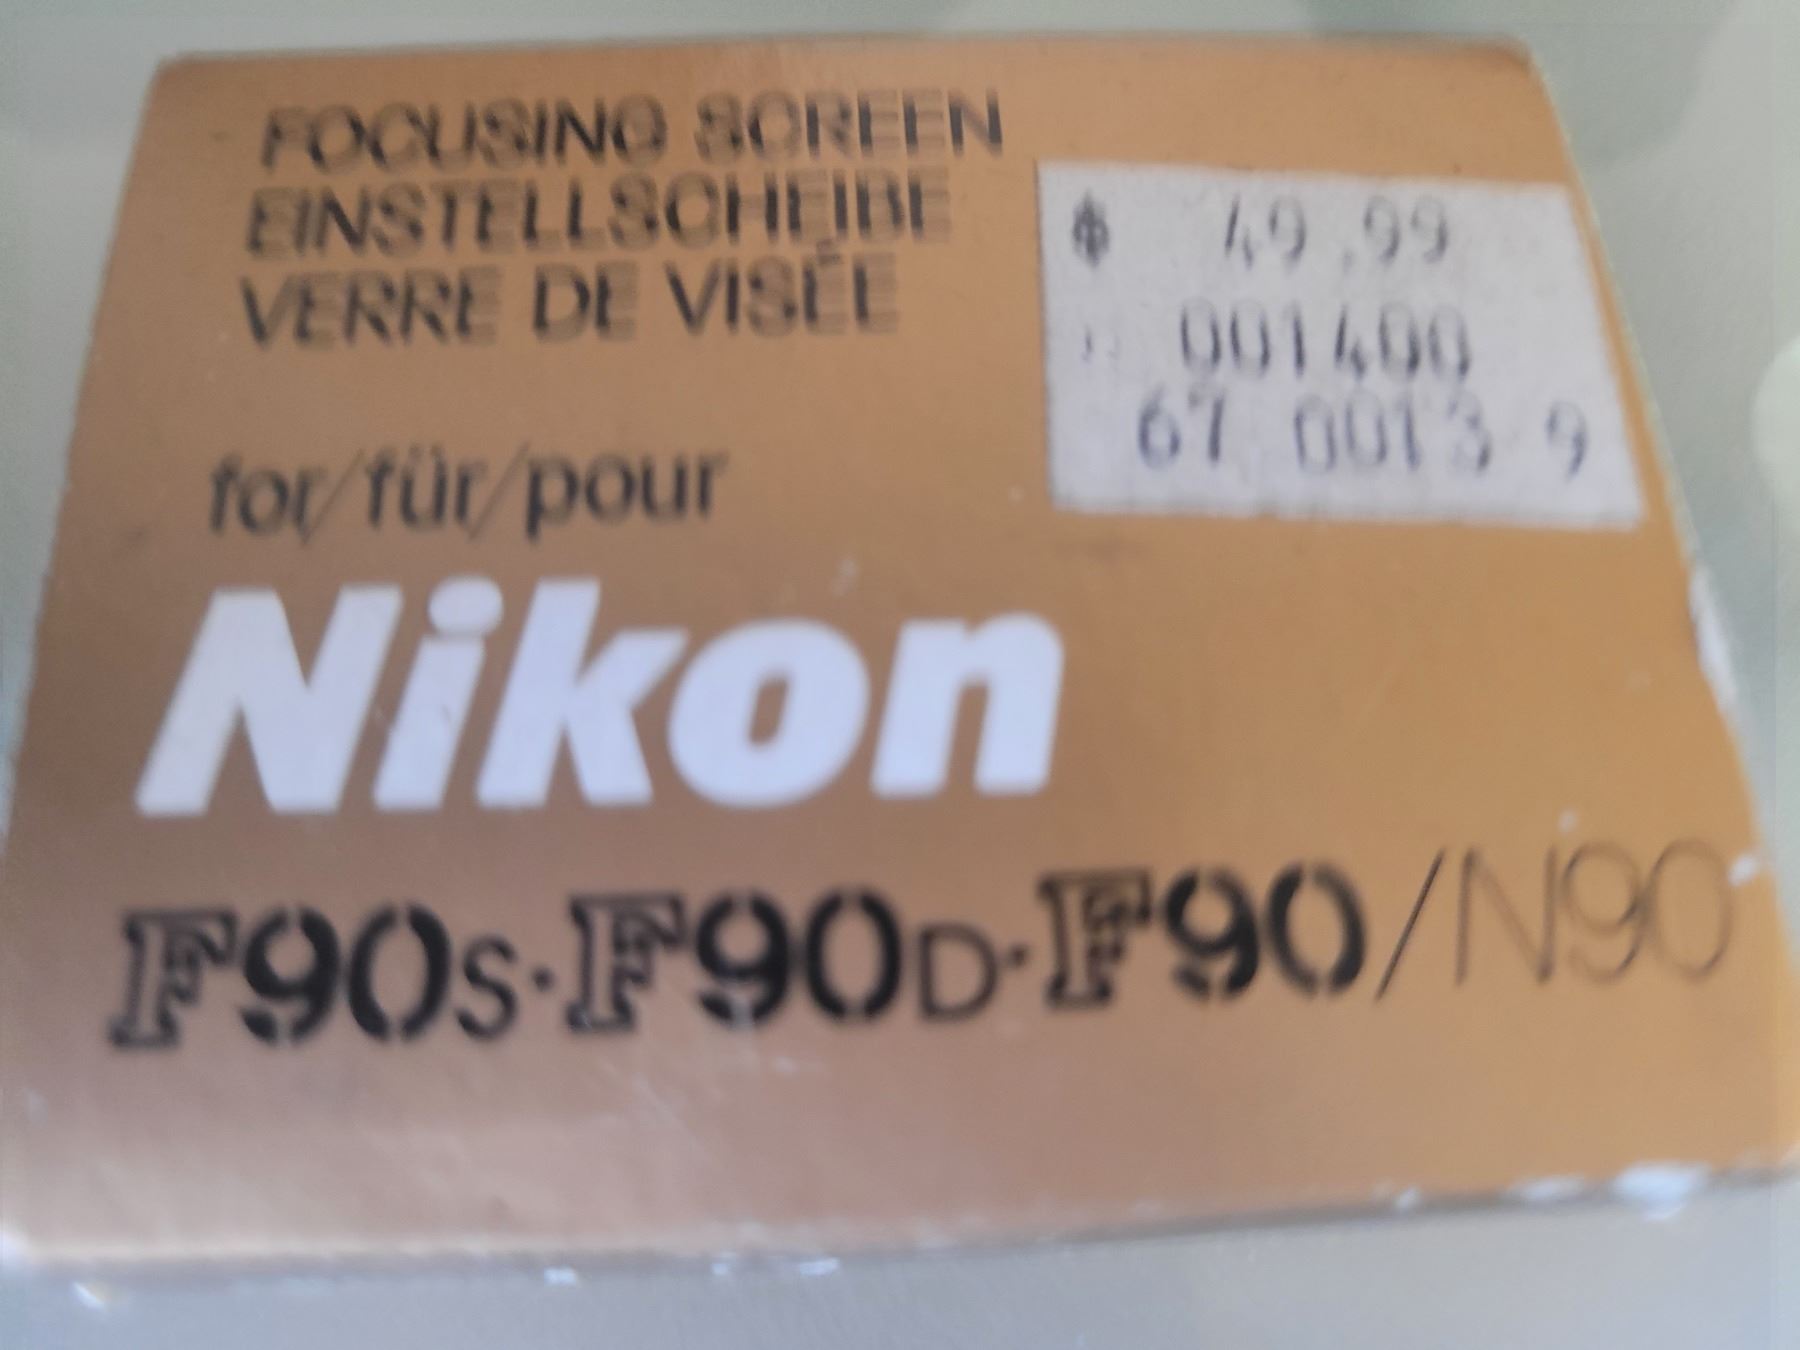 FOCUSING SCREEN
EINSTELLSCHEIBE
VERRE DE VISÉE
$ 49.99
001400
67 0013 9
for/für/pour
Nikon
F90S·F90D·F90/N90